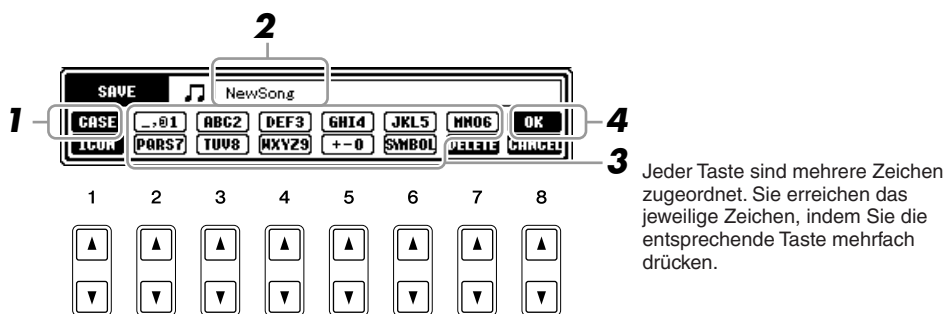 2
SAVE NewSong
1 CASE _,@1 ABC2 DEF3 GHI4 JKL5 MNO6 OK 4
ICON PQRS7 TUV8 WXYZ9 +-0 SYMBOL DELETE CANCEL
3
1 2 3 4 5 6 7 8
Jeder Taste sind mehrere Zeichen
zugeordnet. Sie erreichen das
jeweilige Zeichen, indem Sie die
entsprechende Taste mehrfach
drücken.